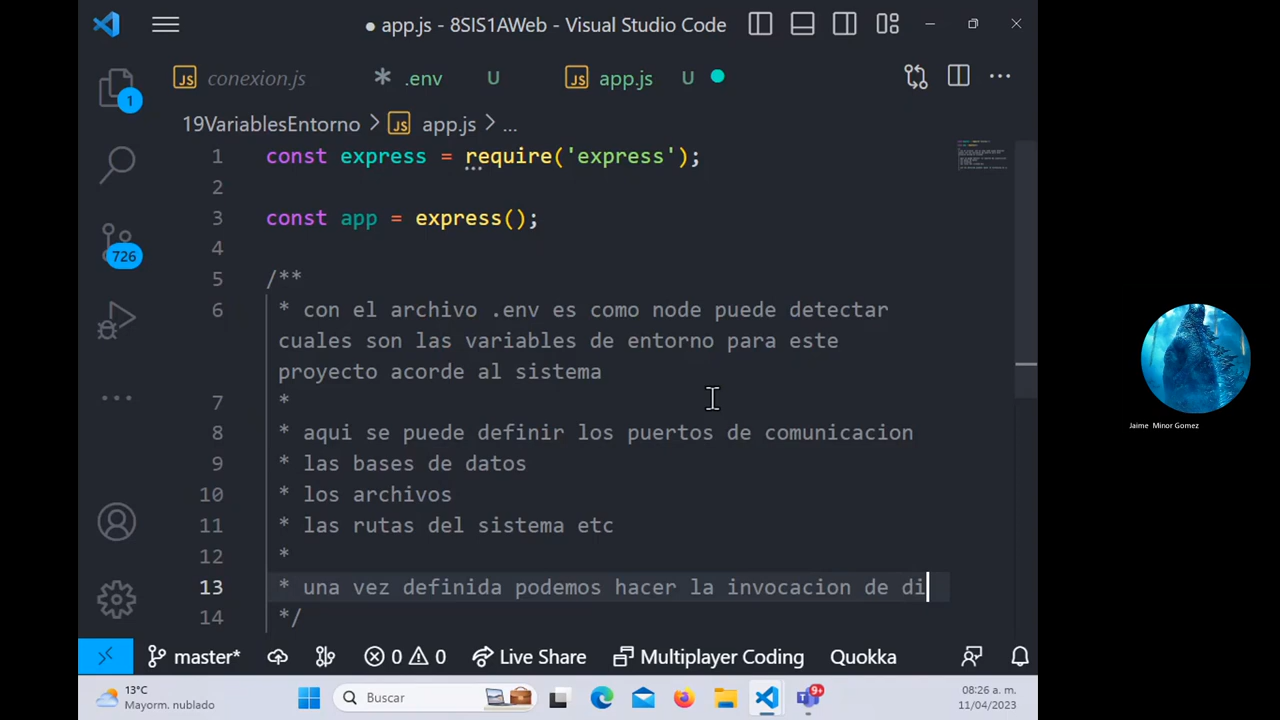 app.js - 8SIS1AWeb - Visual Studio Code
JS conexion.js .env U JS app.js U
1
19VariablesEntorno > JS app.js > ...
1 const express = require('express');
2
3 const app = express();
4
726
5 /**
6 * con el archivo .env es como node puede detectar
cuales son las variables de entorno para este
proyecto acorde al sistema
7 *
8 * aqui se puede definir los puertos de comunicacion
9 * las bases de datos
10 * los archivos
11 * las rutas del sistema etc
12 *
13 * una vez definida podemos hacer la invocacion de di
14 */
Jaime Minor Gomez
master* 0 0 Live Share Multiplayer Coding Quokka
13°C
Mayorm. nublado
Buscar
9+
08:26 a. m.
11/04/2023